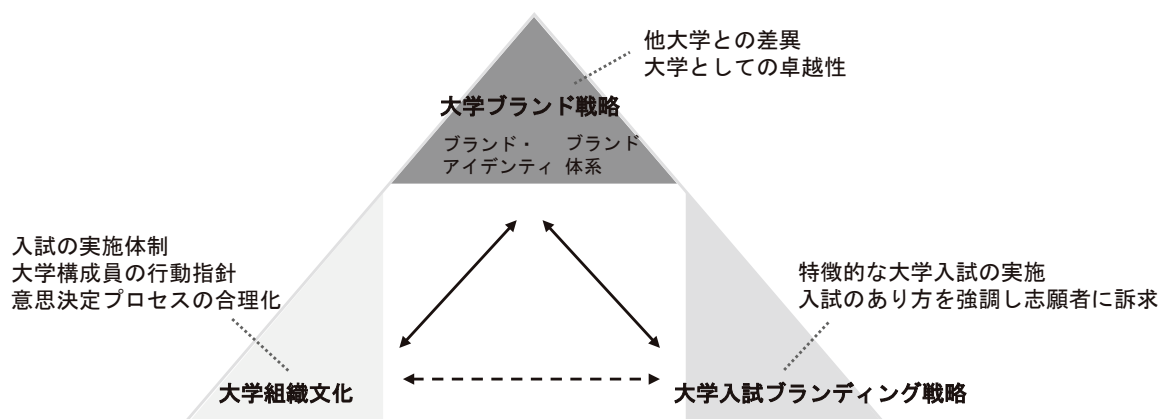 他大学との差異
大学としての卓越性
大学ブランド戦略
ブランド・
アイデンティ
ブランド
体系
入試の実施体制
大学構成員の行動指針
意思決定プロセスの合理化
特徴的な大学入試の実施
入試のあり方を強調し志願者に訴求
大学組織文化
大学入試ブランディング戦略